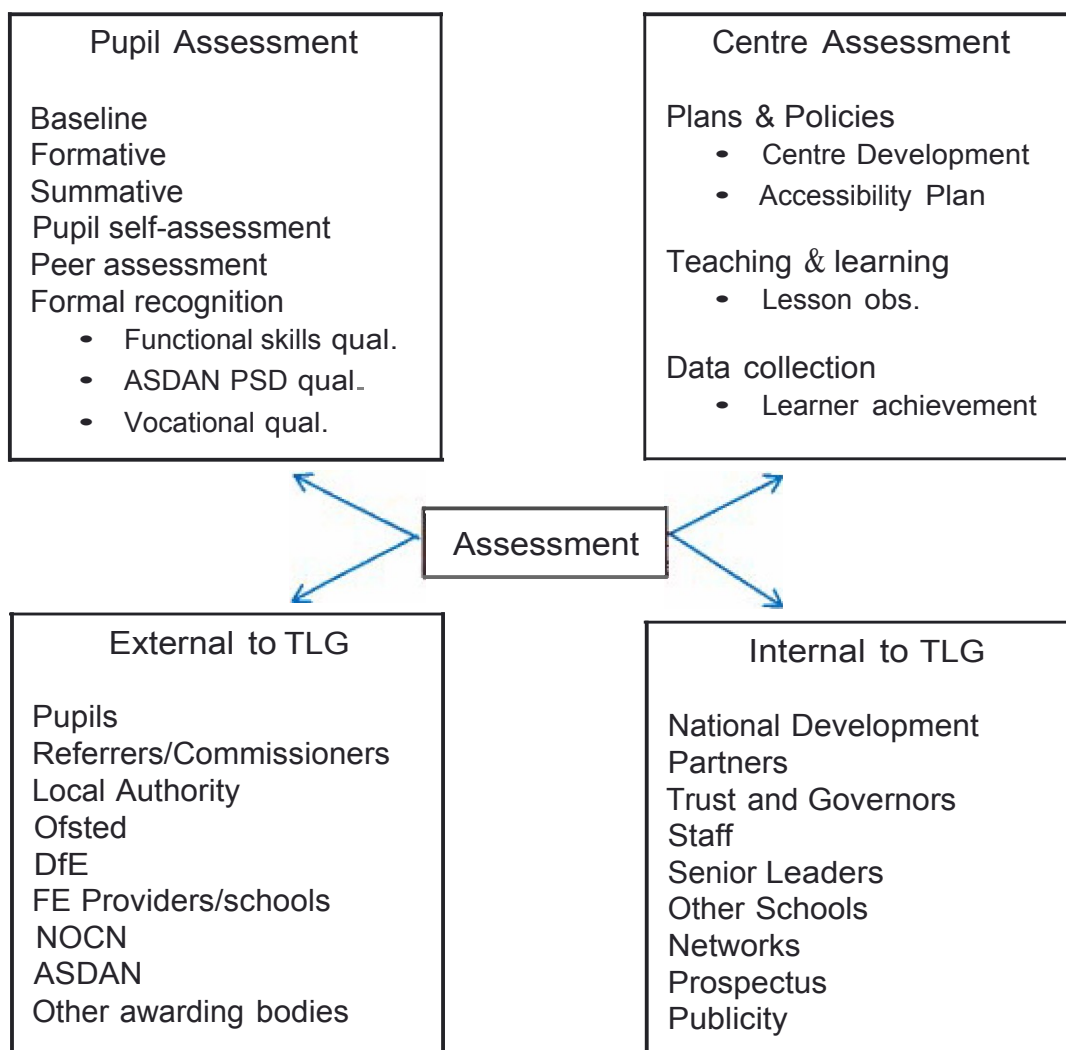 Pupil Assessment
Baseline
Formative
Summative
Pupil self-assessment
Peer assessment
Formal recognition
• Functional skills qual.
• ASDAN PSD qual.
• Vocational qual.
Centre Assessment
Plans & Policies
• Centre Development
• Accessibility Plan
Teaching & learning
• Lesson obs.
Data collection
• Learner achievement
Assessment
External to TLG
Pupils
Referrers/Commissioners
Local Authority
Ofsted
DfE
FE Providers/schools
NOCN
ASDAN
Other awarding bodies
Internal to TLG
National Development
Partners
Trust and Governors
Staff
Senior Leaders
Other Schools
Networks
Prospectus
Publicity